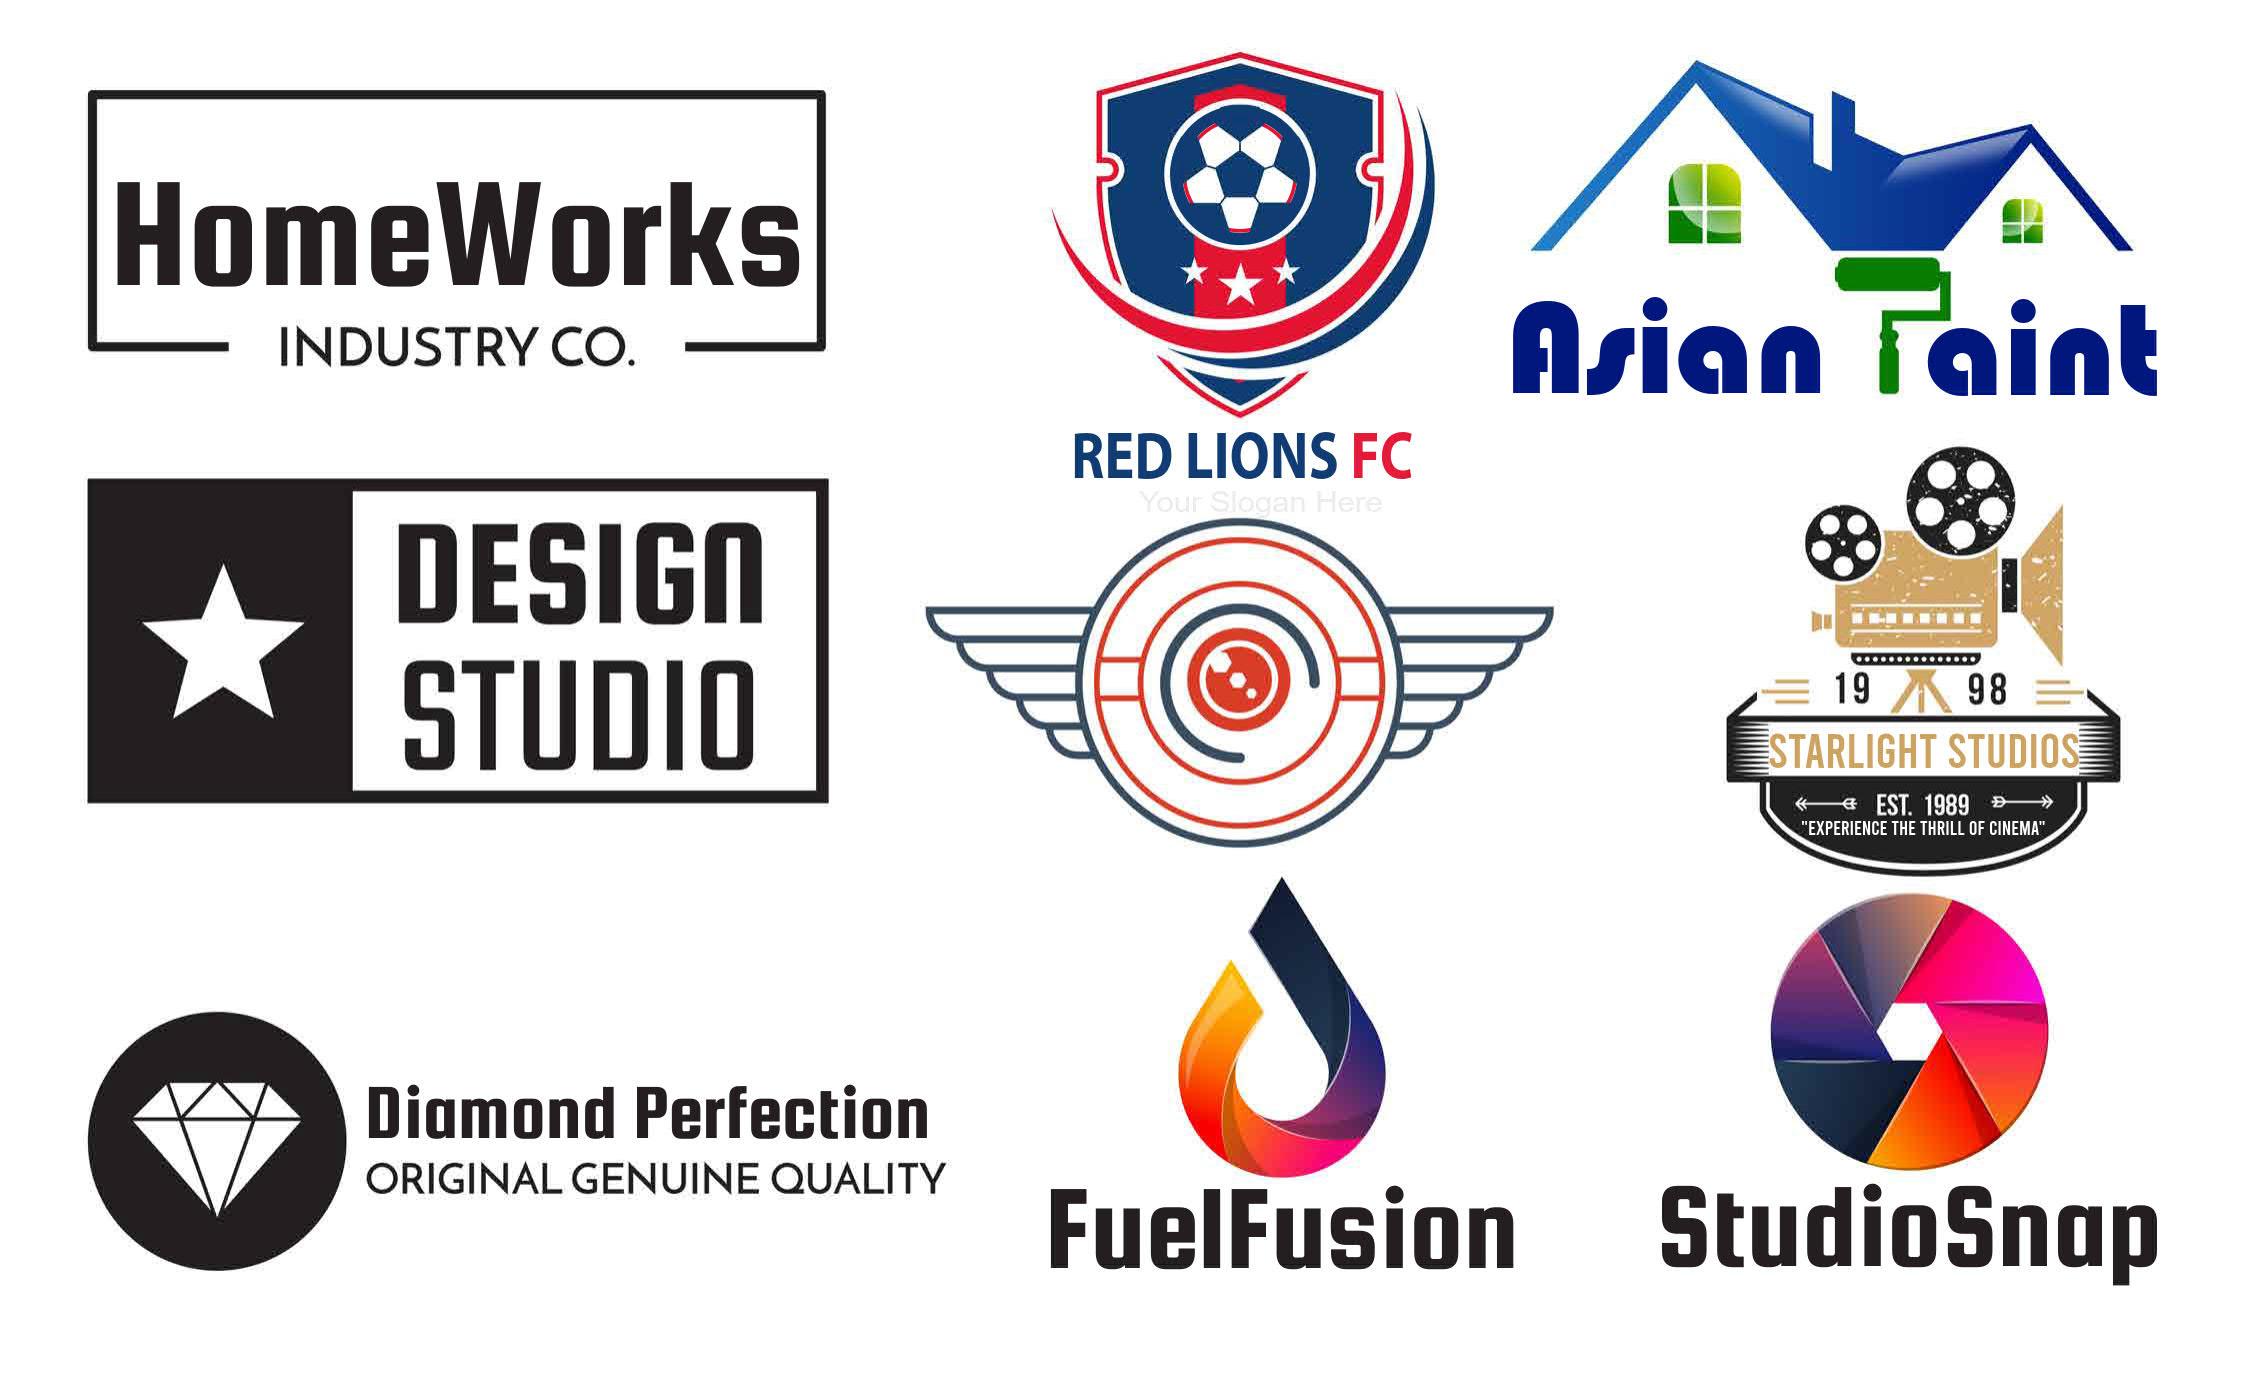 HomeWorks
INDUSTRY CO.
RED LIONS FC
Your Slogan Here
Asian Paint
DESIGN
STUDIO
19 98
STARLIGHT STUDIOS
EST. 1989
"EXPERIENCE THE THRILL OF CINEMA"
Diamond Perfection
ORIGINAL GENUINE QUALITY
FuelFusion
StudioSnap